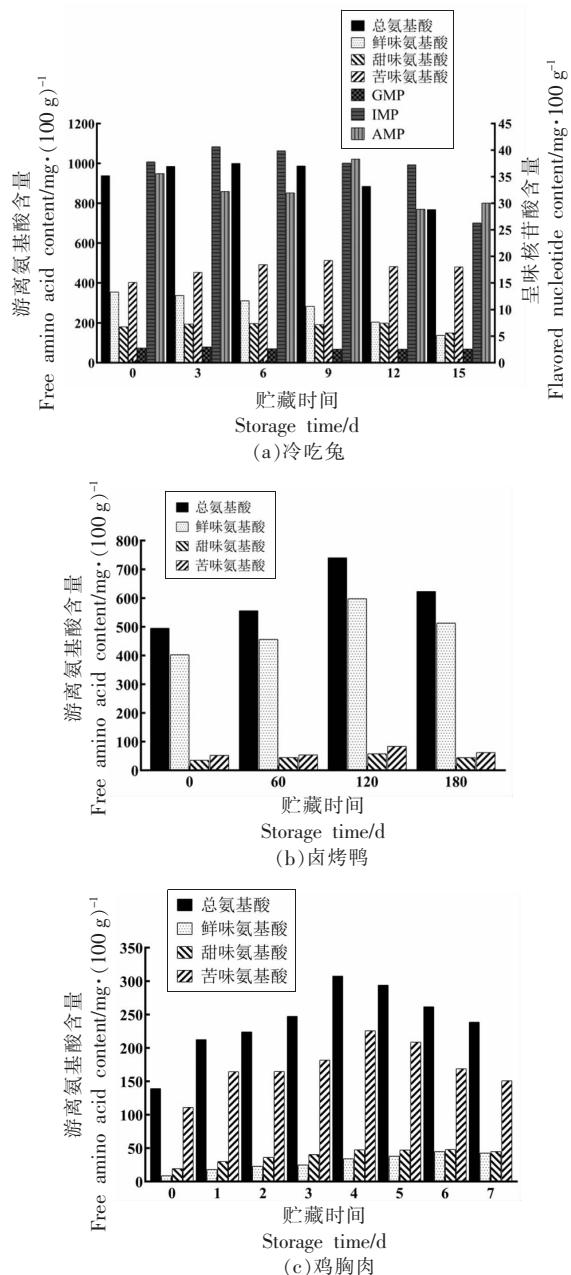 总氨基酸
鲜味氨基酸
甜味氨基酸
苦味氨基酸
GMP
IMP
AMP
游离氨基酸含量
Free amino acid content/mg·(100 g)⁻¹
1200
1000
800
600
400
200
0
45
40
35
30
25
20
15
10
5
0
呈味核苷酸含量
Flavored nucleotide content/mg·100 g⁻¹
0 3 6 9 12 15
贮藏时间
Storage time/d
(a)冷吃兔
总氨基酸
鲜味氨基酸
甜味氨基酸
苦味氨基酸
游离氨基酸含量
Free amino acid content/mg·(100 g)⁻¹
800
700
600
500
400
300
200
100
0
0 60 120 180
贮藏时间
Storage time/d
(b)卤烤鸭
总氨基酸
鲜味氨基酸
甜味氨基酸
苦味氨基酸
游离氨基酸含量
Free amino acid content/mg·(100 g)⁻¹
350
300
250
200
150
100
50
0
0 1 2 3 4 5 6 7
贮藏时间
Storage time/d
(c)鸡胸肉